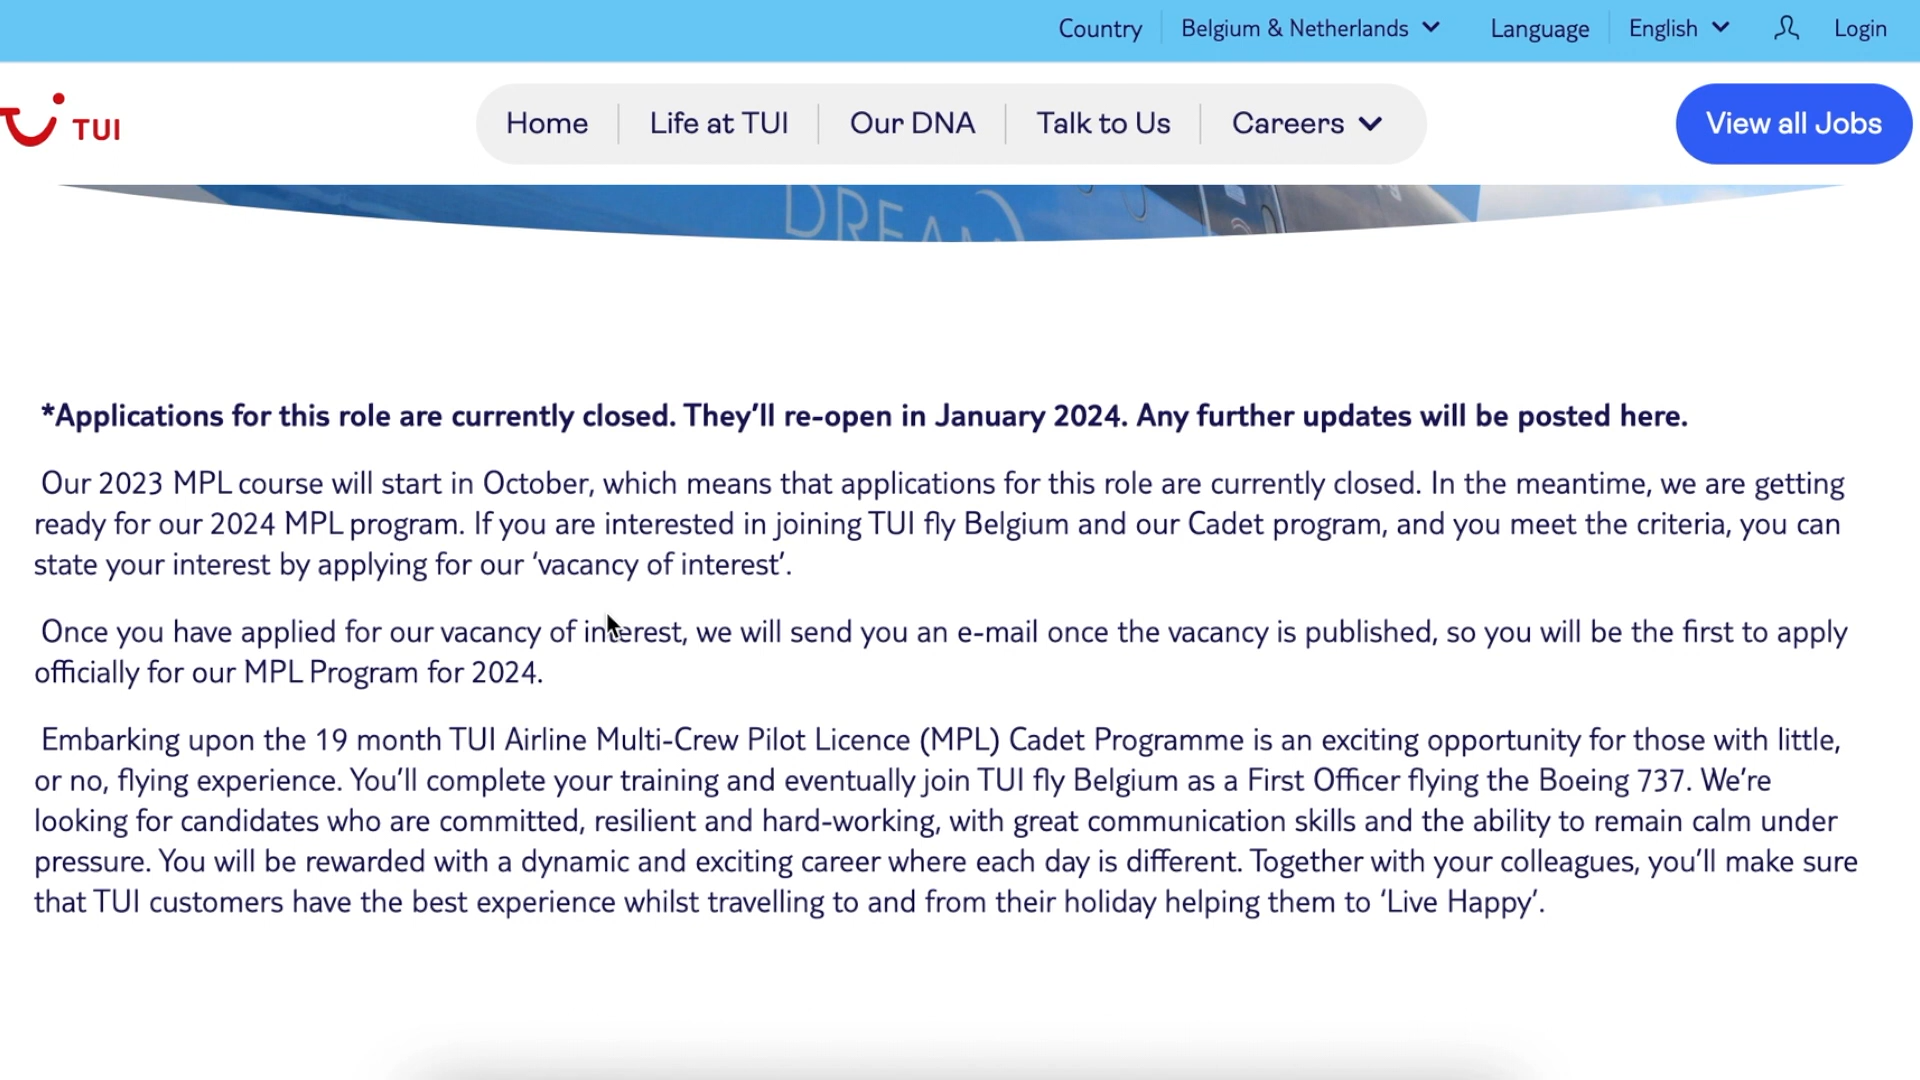 Country Belgium & Netherlands Language English Login
TUI Home Life at TUI Our DNA Talk to Us Careers View all Jobs
DREAM
*Applications for this role are currently closed. They’ll re-open in January 2024. Any further updates will be posted here.
Our 2023 MPL course will start in October, which means that applications for this role are currently closed. In the meantime, we are getting
ready for our 2024 MPL program. If you are interested in joining TUI fly Belgium and our Cadet program, and you meet the criteria, you can
state your interest by applying for our ‘vacancy of interest’.
Once you have applied for our vacancy of interest, we will send you an e-mail once the vacancy is published, so you will be the first to apply
officially for our MPL Program for 2024.
Embarking upon the 19 month TUI Airline Multi-Crew Pilot Licence (MPL) Cadet Programme is an exciting opportunity for those with little,
or no, flying experience. You’ll complete your training and eventually join TUI fly Belgium as a First Officer flying the Boeing 737. We’re
looking for candidates who are committed, resilient and hard-working, with great communication skills and the ability to remain calm under
pressure. You will be rewarded with a dynamic and exciting career where each day is different. Together with your colleagues, you’ll make sure
that TUI customers have the best experience whilst travelling to and from their holiday helping them to ‘Live Happy’.